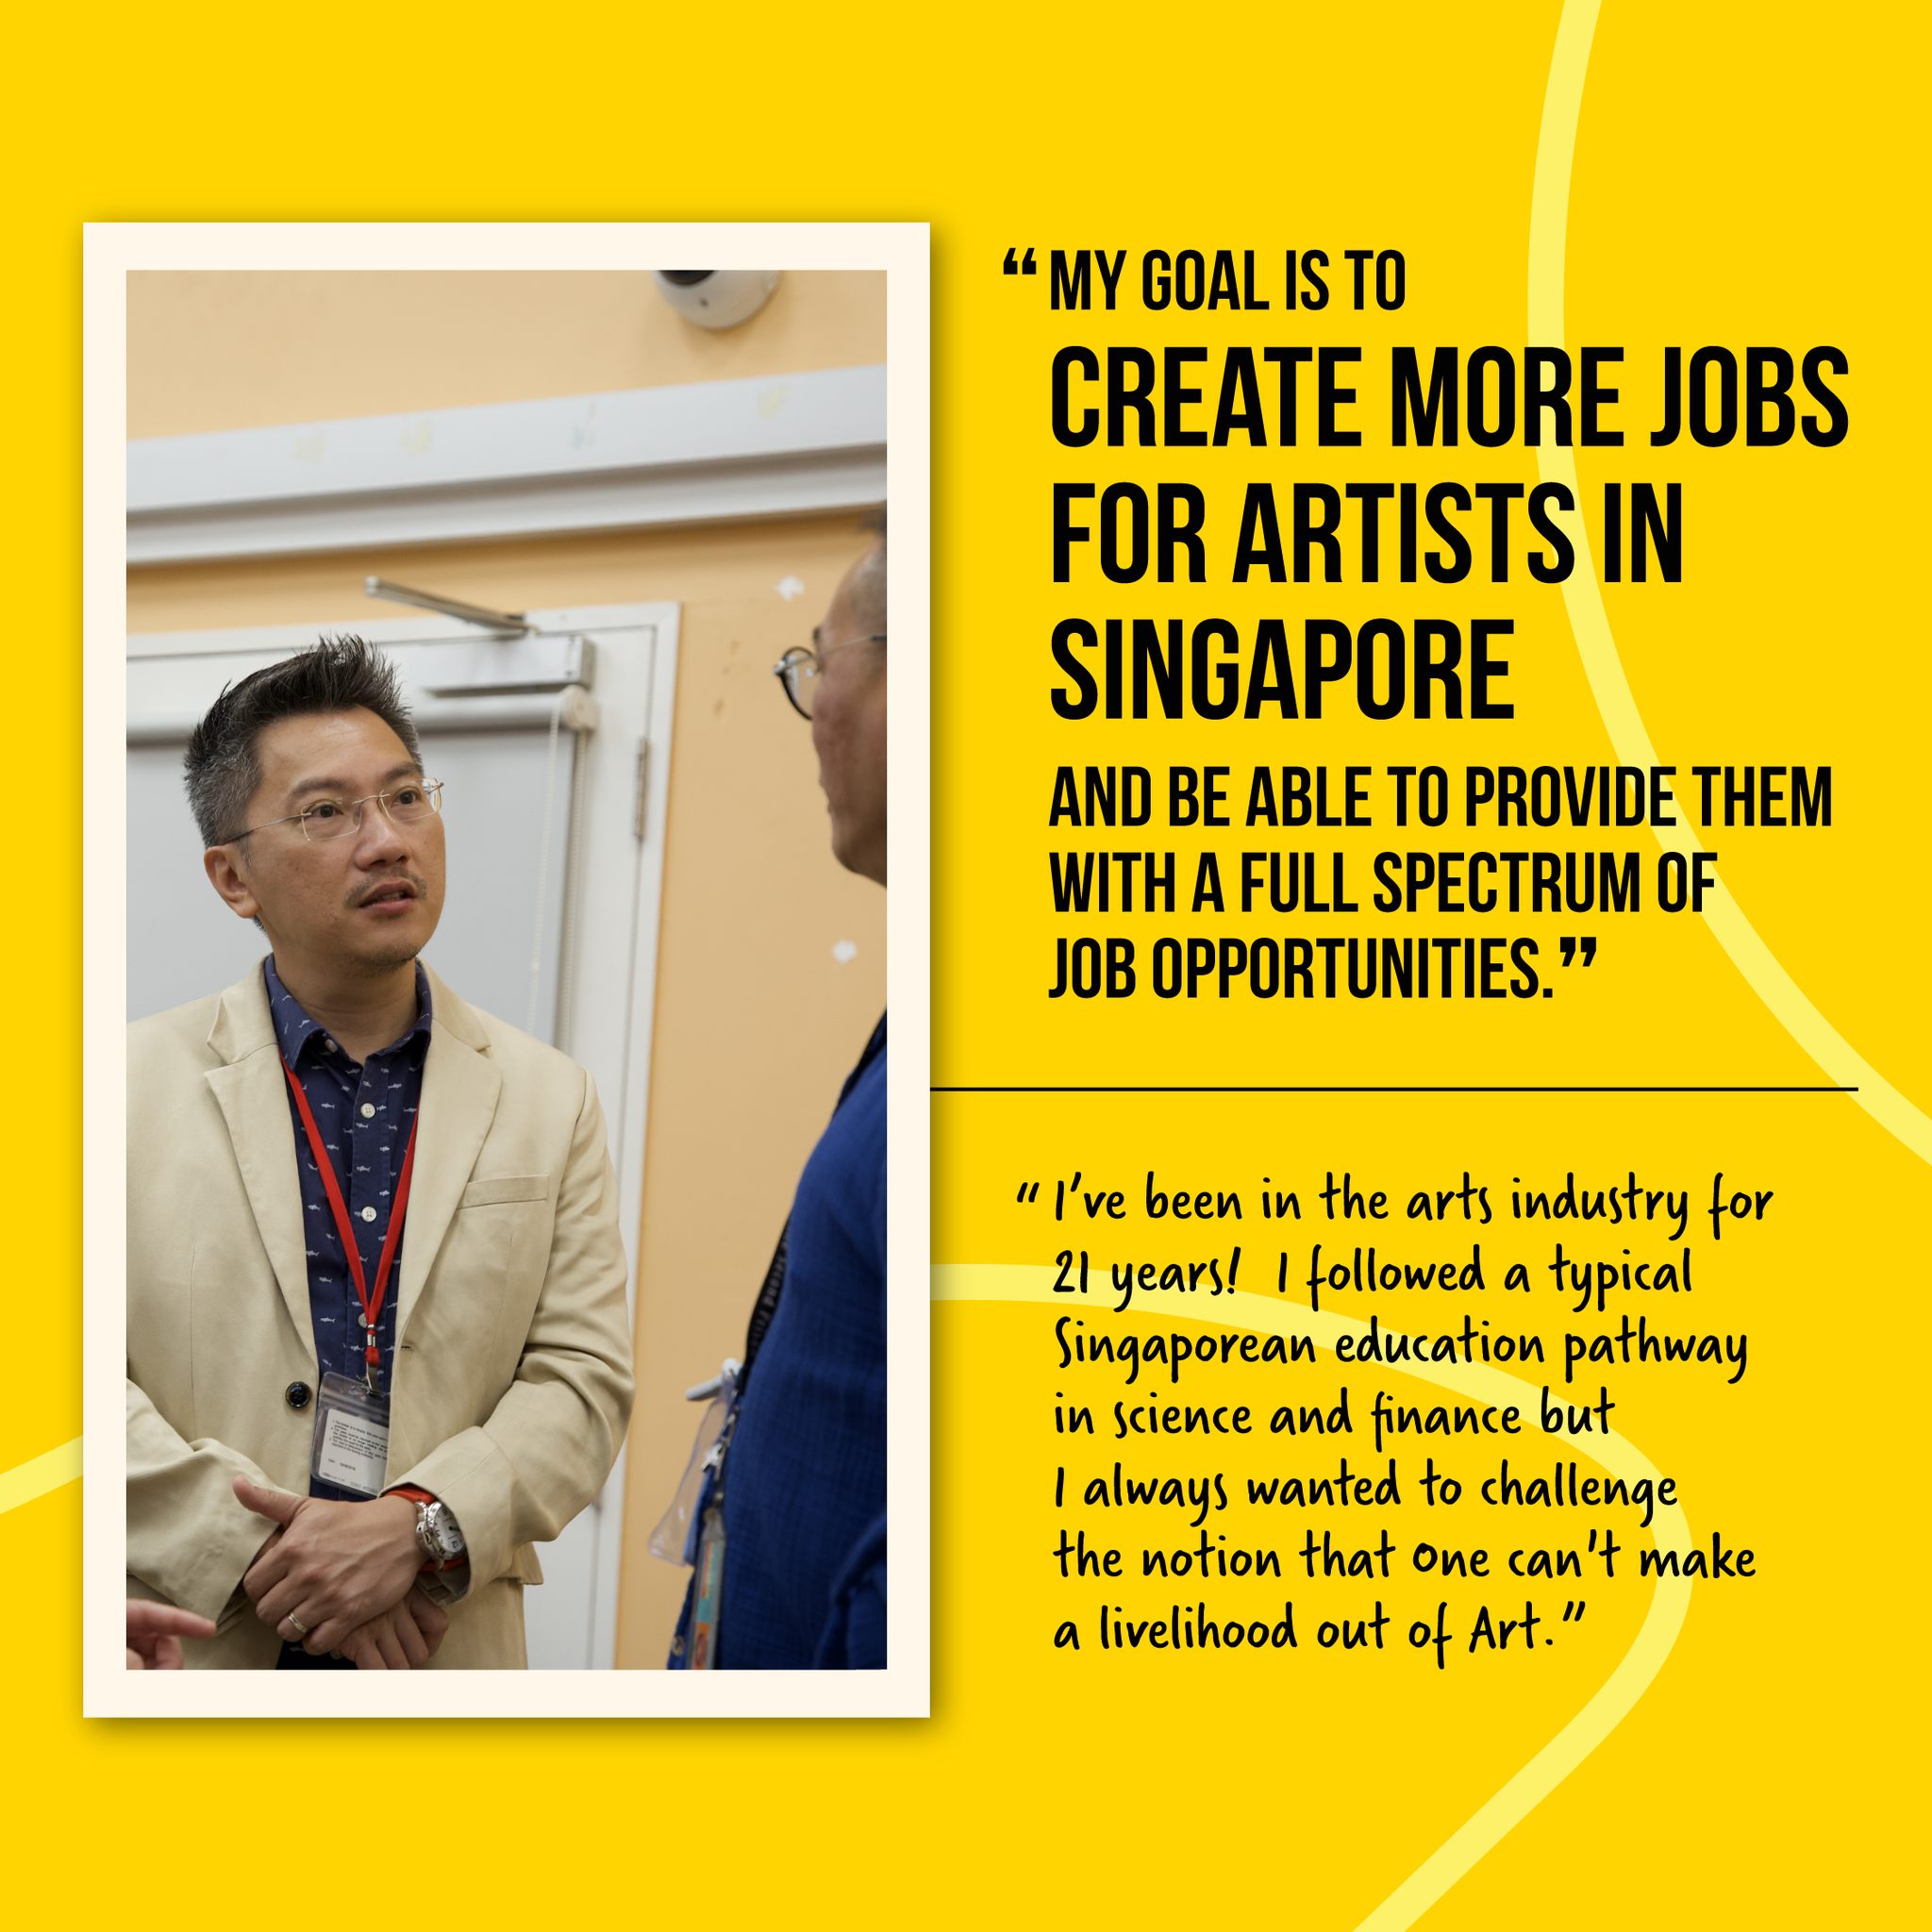 “MY GOAL IS TO
CREATE MORE JOBS
FOR ARTISTS IN
SINGAPORE
AND BE ABLE TO PROVIDE THEM
WITH A FULL SPECTRUM OF
JOB OPPORTUNITIES.”
“I've been in the arts industry for
21 years! I followed a typical
Singaporean education pathway
in science and finance but
I always wanted to challenge
the notion that one can't make
a livelihood out of Art.”